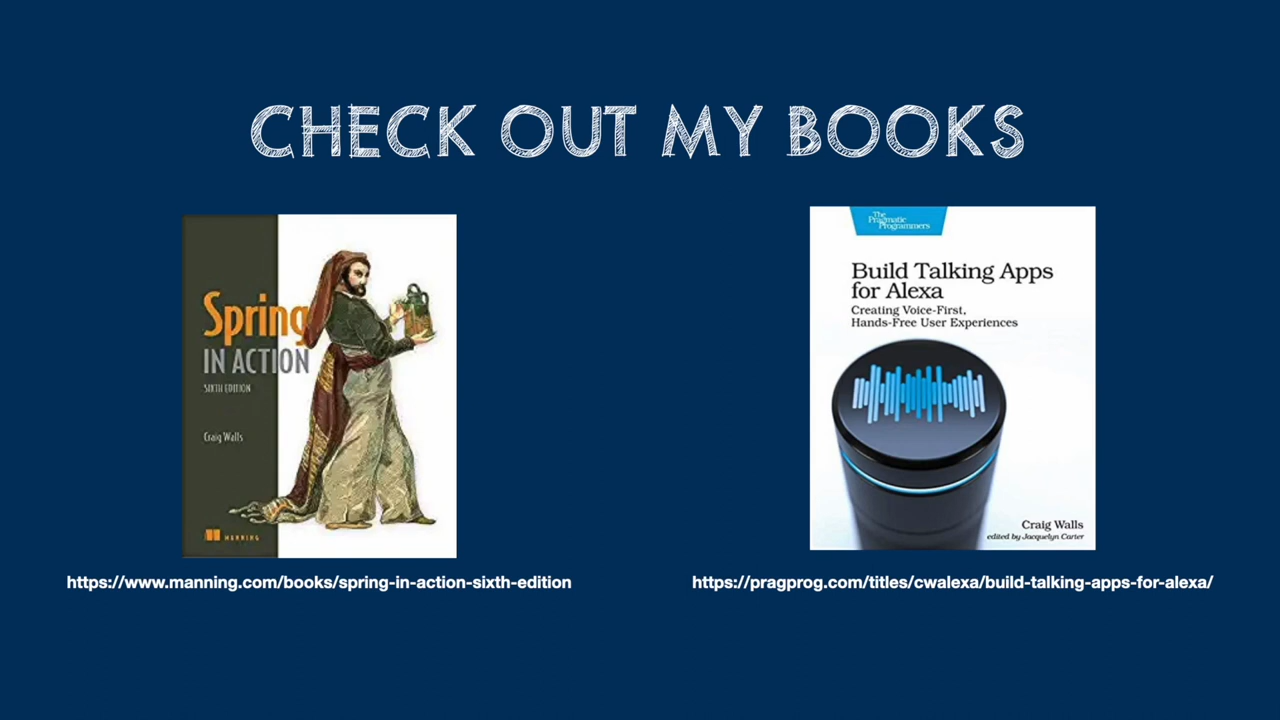 CHECK OUT MY BOOKS
Spring
IN ACTION
SIXTH EDITION
Craig Walls
MANNING
https://www.manning.com/books/spring-in-action-sixth-edition
The
Pragmatic
Programmers
Build Talking Apps
for Alexa
Creating Voice-First,
Hands-Free User Experiences
Craig Walls
edited by Jacquelyn Carter
https://pragprog.com/titles/cwalexa/build-talking-apps-for-alexa/